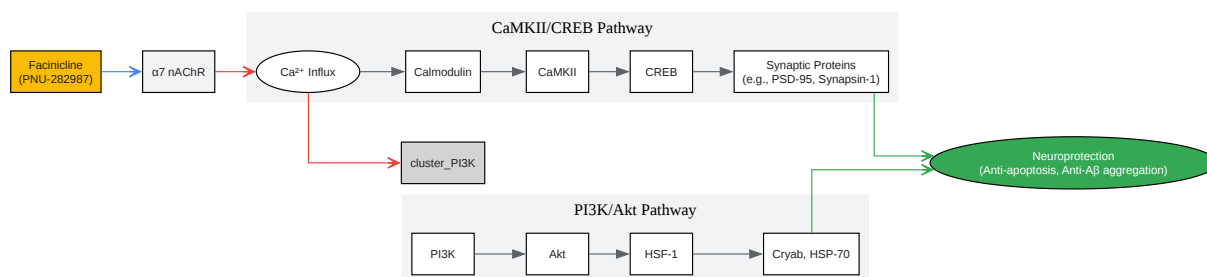 CaMKII/CREB Pathway
Facinicline
(PNU-282987)
α7 nAChR
Ca²⁺ Influx
Calmodulin
CaMKII
CREB
Synaptic Proteins
(e.g., PSD-95, Synapsin-1)
cluster_PI3K
Neuroprotection
(Anti-apoptosis, Anti-Aβ aggregation)
PI3K/Akt Pathway
PI3K
Akt
HSF-1
Cryab, HSP-70